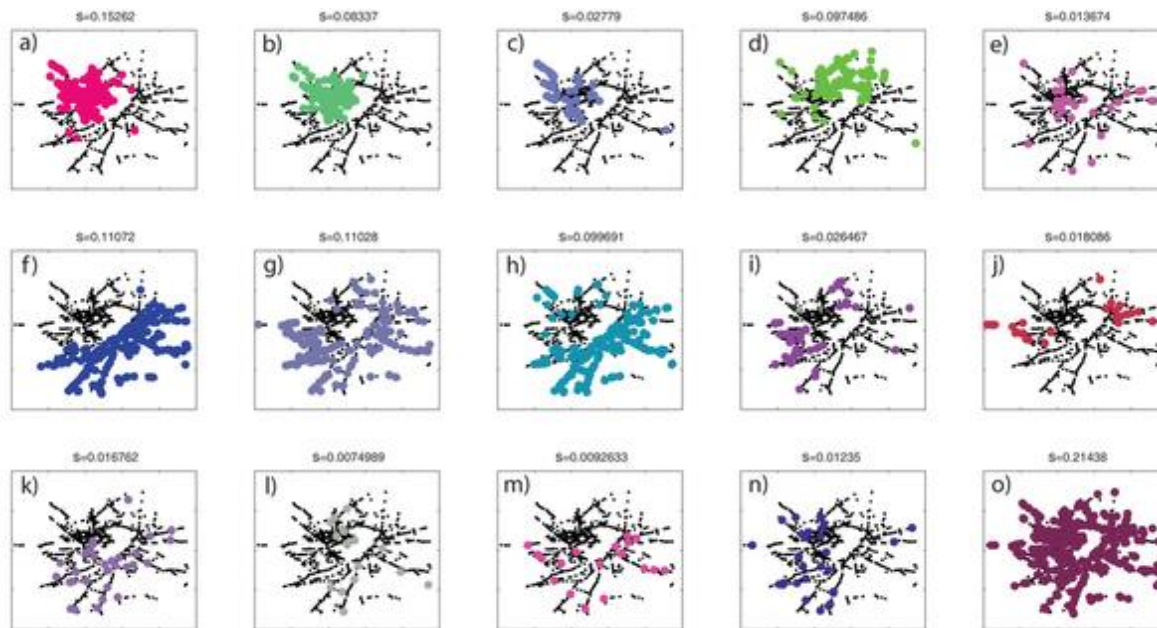 S=0.15262 S=0.08337 S=0.02779 S=0.097486 S=0.013674
a) b) c) d) e)
S=0.11072 S=0.11028 S=0.099691 S=0.026467 S=0.018086
f) g) h) i) j)
S=0.016762 S=0.0074989 S=0.0092633 S=0.01235 S=0.21438
k) l) m) n) o)